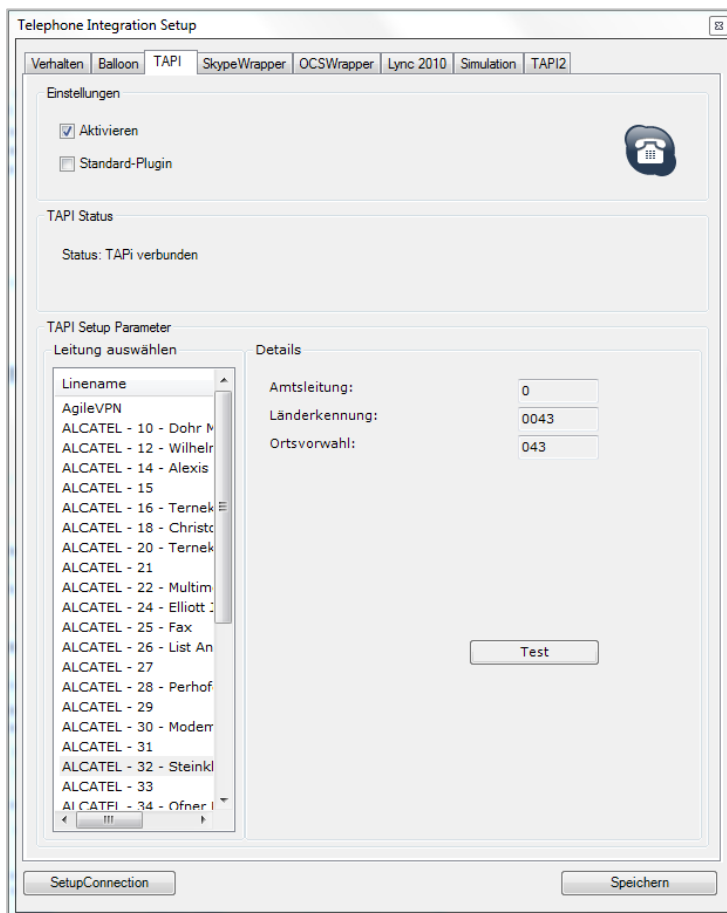 Telephone Integration Setup
Verhalten Balloon TAPI SkypeWrapper OCSWrapper Lync 2010 Simulation TAPI2
Einstellungen
Aktivieren
Standard-Plugin
TAPI Status
Status: TAPi verbunden
TAPI Setup Parameter
Leitung auswählen
Linename
AgileVPN
ALCATEL - 10 - Dohr
ALCATEL - 12 - Wilhelr
ALCATEL - 14 - Alexis
ALCATEL - 15
ALCATEL - 16 - Ternek
ALCATEL - 18 - Christo
ALCATEL - 20 - Ternek
ALCATEL - 21
ALCATEL - 22 - Multim
ALCATEL - 24 - Elliott
ALCATEL - 25 - Fax
ALCATEL - 26 - List An
ALCATEL - 27
ALCATEL - 28 - Perhof
ALCATEL - 29
ALCATEL - 30 - Modem
ALCATEL - 31
ALCATEL - 32 - Steinkl
ALCATEL - 33
ALCATEL - 34 - Ofner
Details
Amtsleitung: 0
Länderkennung: 0043
Ortsvorwahl: 043
Test
SetupConnection
Speichern